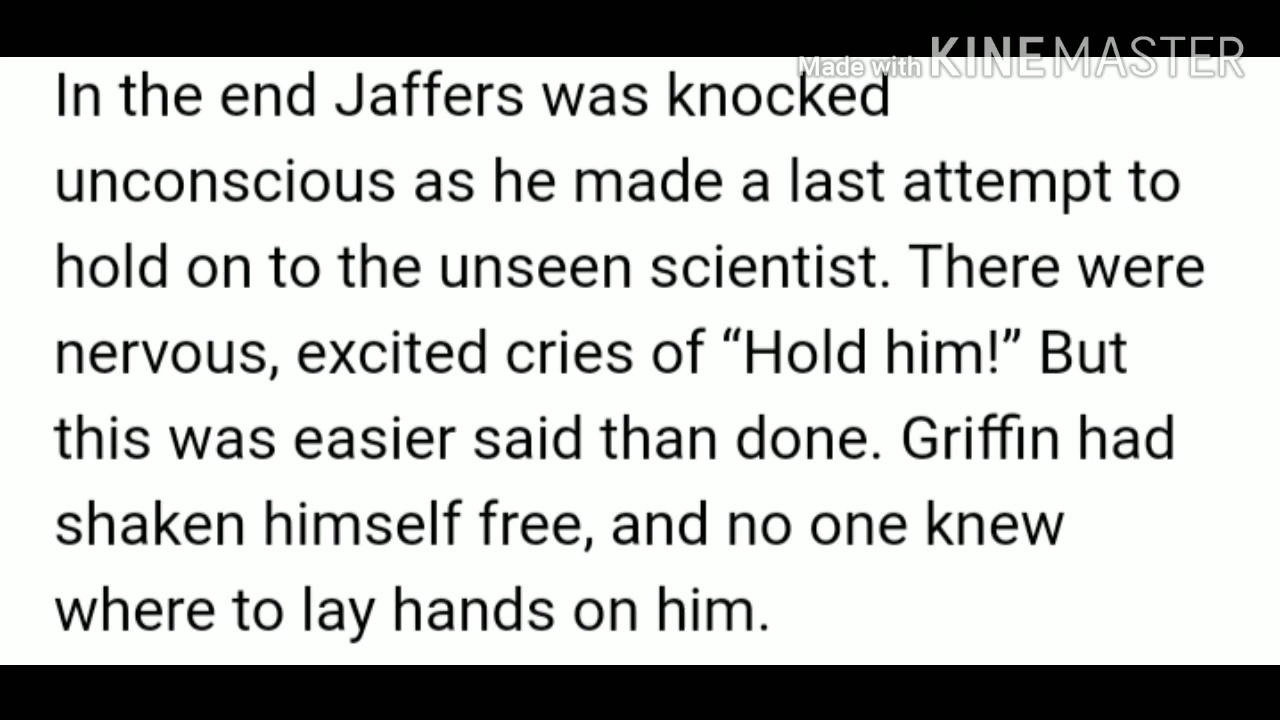 Made with KINEMASTER
In the end Jaffers was knocked
unconscious as he made a last attempt to
hold on to the unseen scientist. There were
nervous, excited cries of “Hold him!” But
this was easier said than done. Griffin had
shaken himself free, and no one knew
where to lay hands on him.